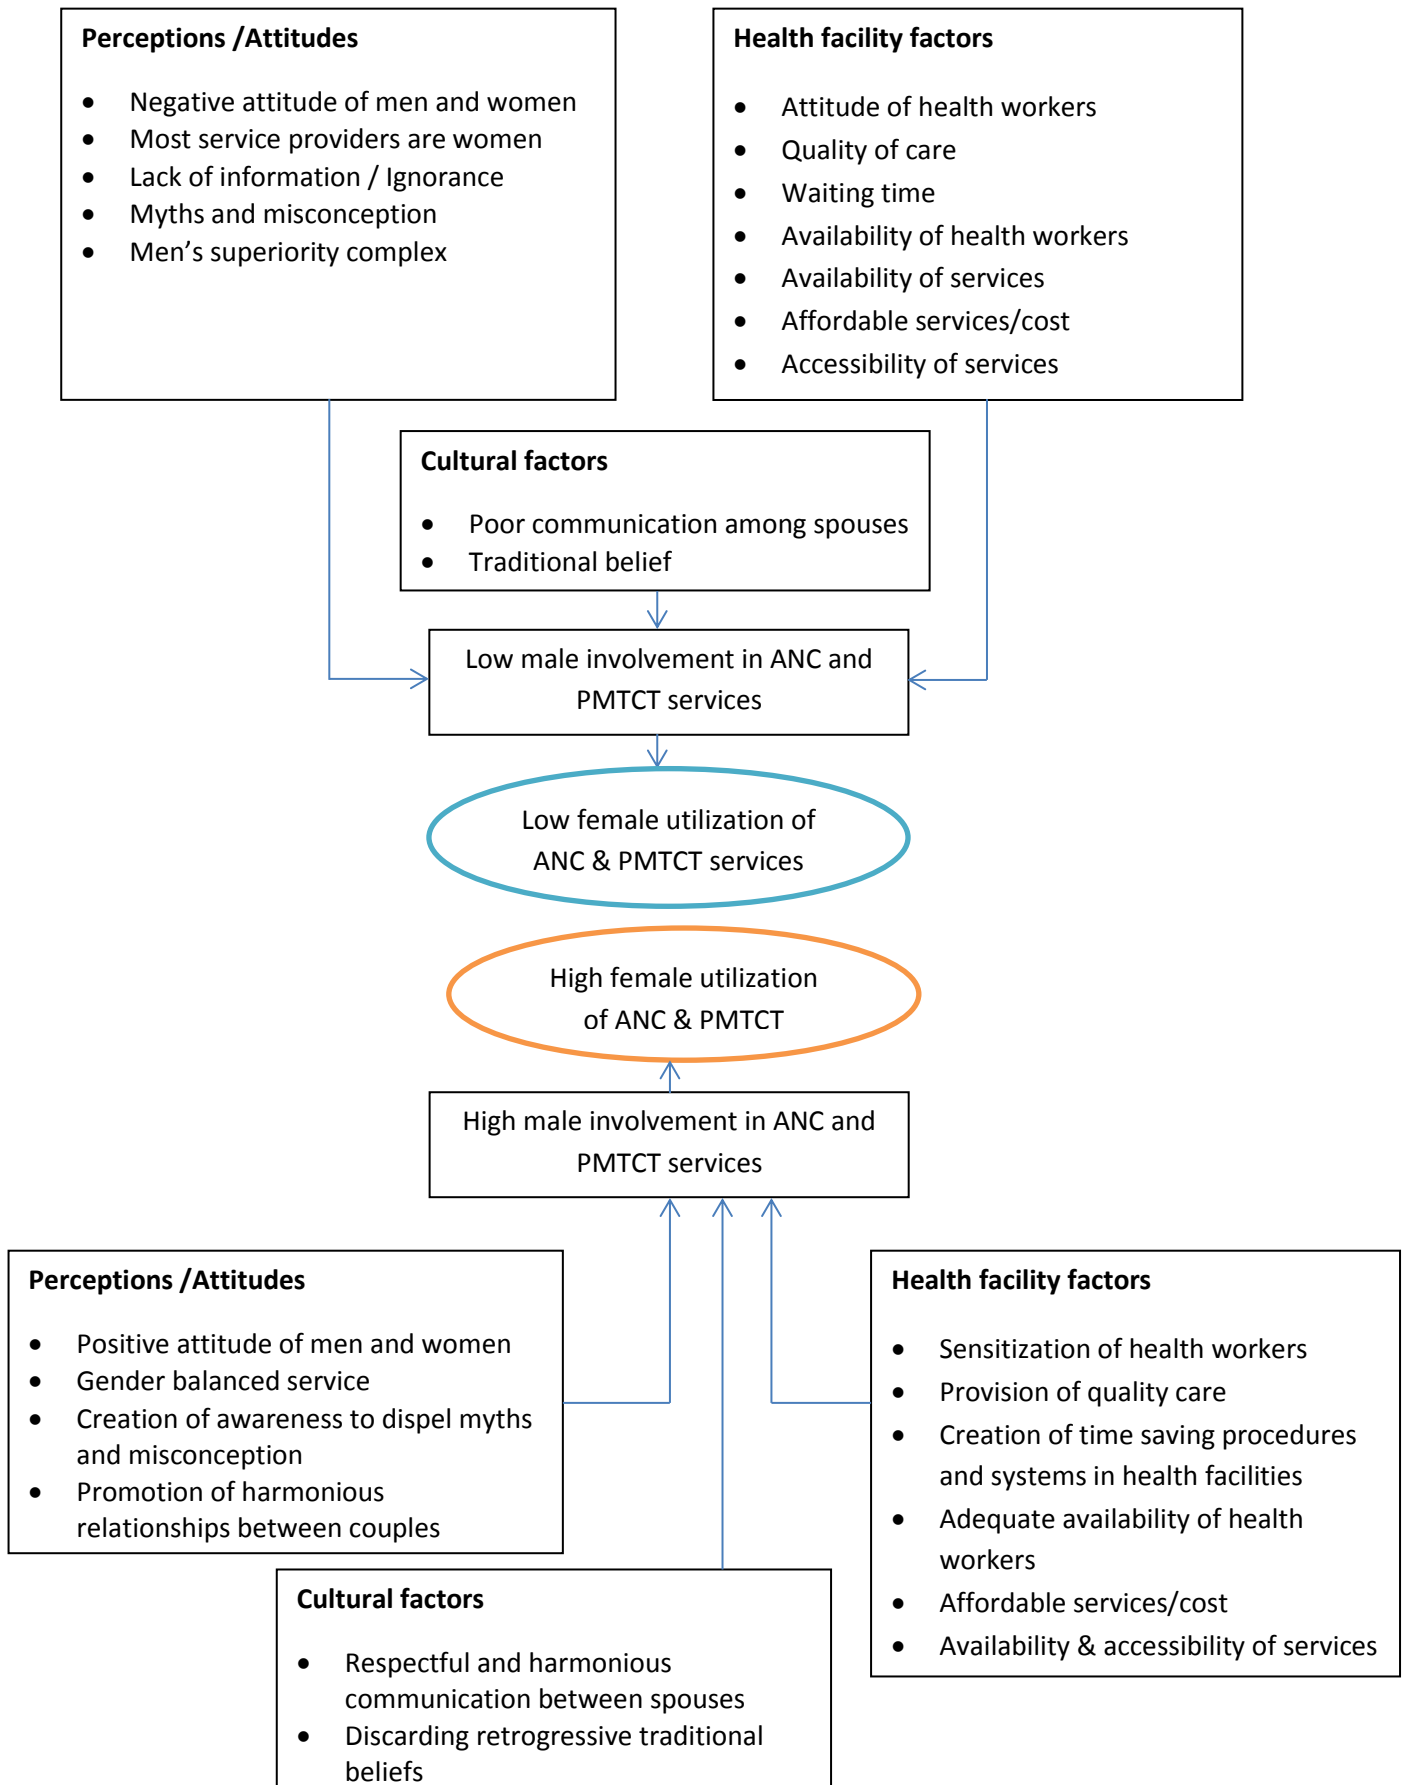 Perceptions /Attitudes
• Negative attitude of men and women
• Most service providers are women
• Lack of information / Ignorance
• Myths and misconception
• Men’s superiority complex
Health facility factors
• Attitude of health workers
• Quality of care
• Waiting time
• Availability of health workers
• Availability of services
• Affordable services/cost
• Accessibility of services
Cultural factors
• Poor communication among spouses
• Traditional belief
Low male involvement in ANC and
PMTCT services
Low female utilization of
ANC & PMTCT services
High female utilization
of ANC & PMTCT
High male involvement in ANC and
PMTCT services
Perceptions /Attitudes
• Positive attitude of men and women
• Gender balanced service
• Creation of awareness to dispel myths
and misconception
• Promotion of harmonious
relationships between couples
Health facility factors
• Sensitization of health workers
• Provision of quality care
• Creation of time saving procedures
and systems in health facilities
• Adequate availability of health
workers
• Affordable services/cost
• Availability & accessibility of services
Cultural factors
• Respectful and harmonious
communication between spouses
• Discarding retrogressive traditional
beliefs